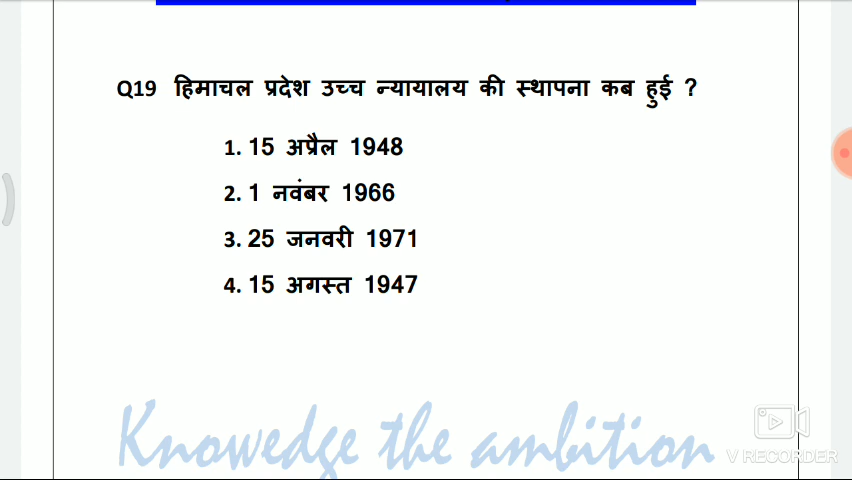 Q19 हिमाचल प्रदेश उच्च न्यायालय की स्थापना कब हुई ?
1. 15 अप्रैल 1948
2. 1 नवंबर 1966
3. 25 जनवरी 1971
4. 15 अगस्त 1947
Knowedge the ambition
V RECORDER